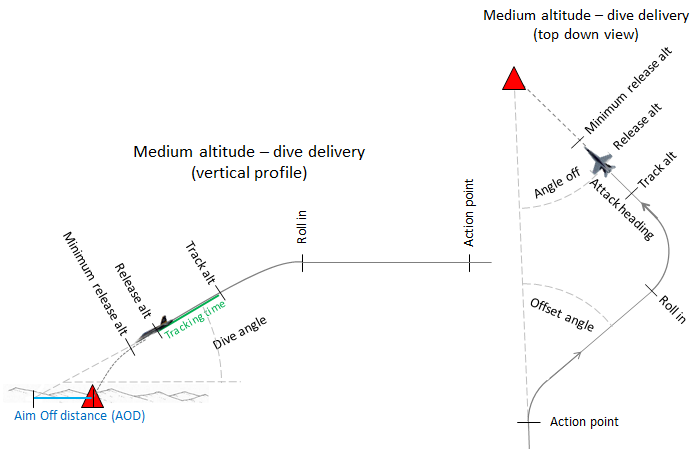 Medium altitude – dive delivery
(top down view)
Minimum release alt
Release alt
Track alt
Angle off
Attack heading
Offset angle
Roll in
Action point
Medium altitude – dive delivery
(vertical profile)
Minimum release alt
Release alt
Track alt
Roll in
Action point
Tracking time
Dive angle
Aim Off distance (AOD)